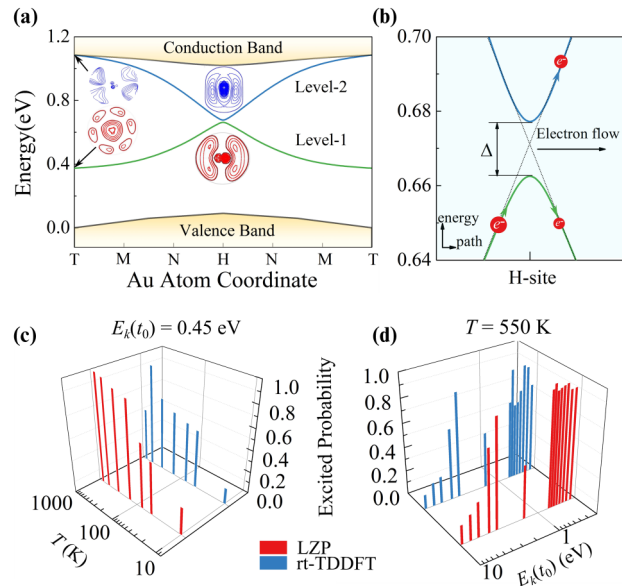 (a)
1.2
0.8
0.4
0.0
Energy(eV)
Conduction Band
Level-2
Level-1
Valence Band
T M N H N M T
Au Atom Coordinate
(b)
0.70
0.68
0.66
0.64
Δ
Electron flow
e⁻
e⁻
e⁻
e⁻
energy
path
H-site
(c)
E_k(t_0) = 0.45 eV
1.0
0.8
0.6
0.4
0.2
0.0
Excited Probability
1000
100
10
T (K)
(d)
T = 550 K
1.0
0.8
0.6
0.4
0.2
0.0
10
1
E_k(t_0) (eV)
LZP
rt-TDDFT